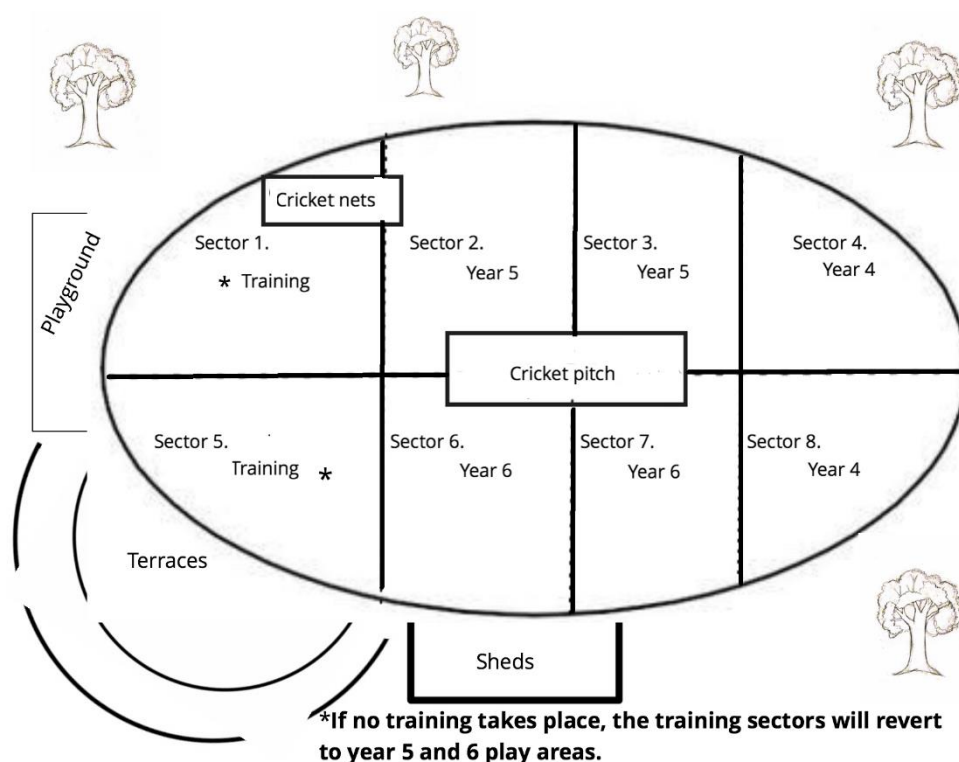 Cricket nets
Playground
Sector 1.
* Training
Sector 2.
Year 5
Sector 3.
Year 5
Sector 4.
Year 4
Cricket pitch
Sector 5.
Training *
Sector 6.
Year 6
Sector 7.
Year 6
Sector 8.
Year 4
Terraces
Sheds
*If no training takes place, the training sectors will revert
to year 5 and 6 play areas.